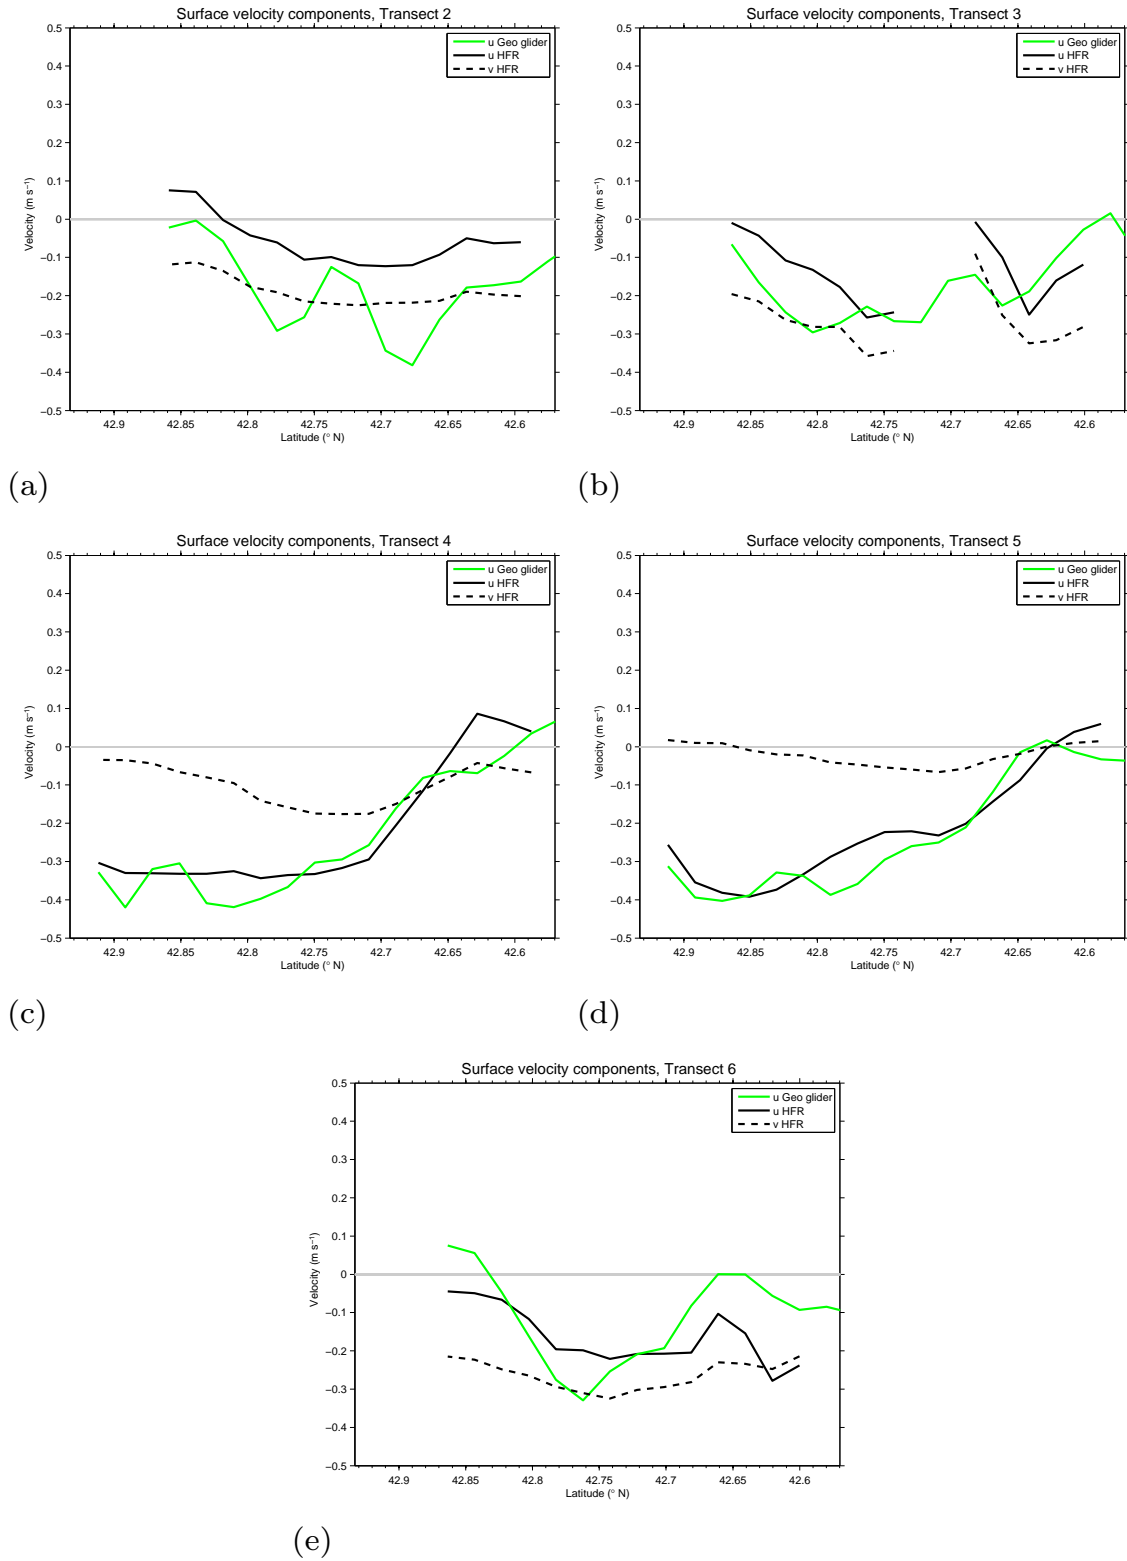 Surface velocity components, Transect 2
0.5
0.4
0.3
0.2
0.1
0
−0.1
−0.2
−0.3
−0.4
−0.5
Velocity (m s⁻¹)
u Geo glider
u HFR
v HFR
42.9 42.85 42.8 42.75 42.7 42.65 42.6
Latitude (° N)
(a)
Surface velocity components, Transect 3
0.5
0.4
0.3
0.2
0.1
0
−0.1
−0.2
−0.3
−0.4
−0.5
Velocity (m s⁻¹)
u Geo glider
u HFR
v HFR
42.9 42.85 42.8 42.75 42.7 42.65 42.6
Latitude (° N)
(b)
Surface velocity components, Transect 4
0.5
0.4
0.3
0.2
0.1
0
−0.1
−0.2
−0.3
−0.4
−0.5
Velocity (m s⁻¹)
u Geo glider
u HFR
v HFR
42.9 42.85 42.8 42.75 42.7 42.65 42.6
Latitude (° N)
(c)
Surface velocity components, Transect 5
0.5
0.4
0.3
0.2
0.1
0
−0.1
−0.2
−0.3
−0.4
−0.5
Velocity (m s⁻¹)
u Geo glider
u HFR
v HFR
42.9 42.85 42.8 42.75 42.7 42.65 42.6
Latitude (° N)
(d)
Surface velocity components, Transect 6
0.5
0.4
0.3
0.2
0.1
0
−0.1
−0.2
−0.3
−0.4
−0.5
Velocity (m s⁻¹)
u Geo glider
u HFR
v HFR
42.9 42.85 42.8 42.75 42.7 42.65 42.6
Latitude (° N)
(e)